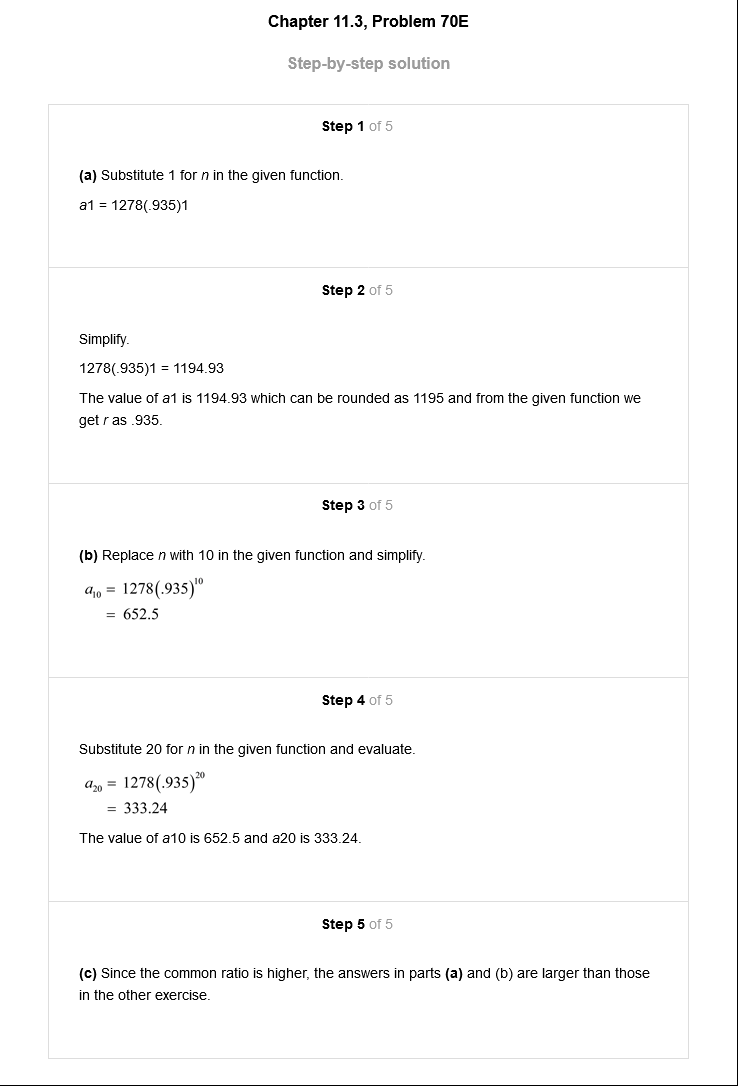 Chapter 11.3, Problem 70E
Step-by-step solution
Step 1 of 5
(a) Substitute 1 for n in the given function.
a1 = 1278(.935)1
Step 2 of 5
Simplify.
1278(.935)1 = 1194.93
The value of a1 is 1194.93 which can be rounded as 1195 and from the given function we
get r as .935.
Step 3 of 5
(b) Replace n with 10 in the given function and simplify.
a₁₀ = 1278(.935)¹⁰
= 652.5
Step 4 of 5
Substitute 20 for n in the given function and evaluate.
a₂₀ = 1278(.935)²⁰
= 333.24
The value of a10 is 652.5 and a20 is 333.24.
Step 5 of 5
(c) Since the common ratio is higher, the answers in parts (a) and (b) are larger than those
in the other exercise.